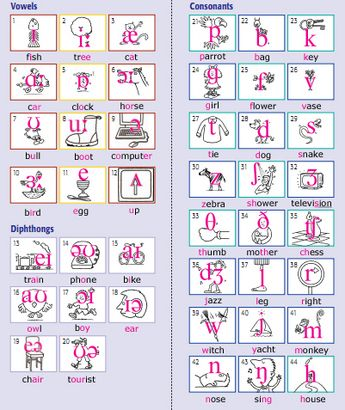 Vowels
1 2 3
ɪ iː æ
fish tree cat
4 5 6
ɑː ɒ ɔː
car clock horse
7 8 9
ʊ uː ə
bull boot computer
10 11 12
ɜː e ʌ
bird egg up
Diphthongs
13 14 15
eɪ əʊ aɪ
train phone bike
16 17 18
aʊ ɔɪ ɪə
owl boy ear
19 20
eə ʊə
chair tourist
Consonants
21 22 23
p b k
parrot bag key
24 25 26
g f v
girl flower vase
27 28 29
t d s
tie dog snake
30 31 32
z ʃ ʒ
zebra shower television
33 34 35
θ ð tʃ
thumb mother chess
36 37 38
dʒ l r
jazz leg right
39 40 41
w j m
witch yacht monkey
42 43 44
n ŋ h
nose sing house